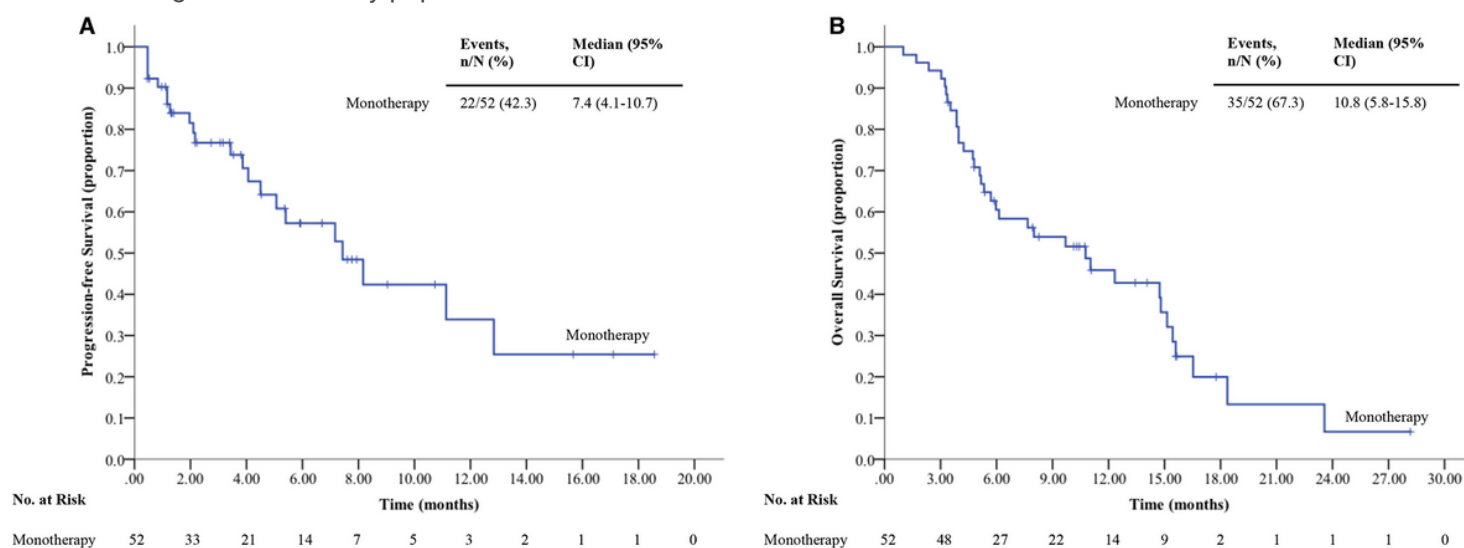 A
Events, n/N (%)
Median (95% CI)
Monotherapy 22/52 (42.3) 7.4 (4.1-10.7)
Progression-free Survival (proportion)
1.0
0.9
0.8
0.7
0.6
0.5
0.4
0.3
0.2
0.1
0.0
Monotherapy
.00 2.00 4.00 6.00 8.00 10.00 12.00 14.00 16.00 18.00 20.00
Time (months)
No. at Risk
Monotherapy 52 33 21 14 7 5 3 2 1 1 0
B
Events, n/N (%)
Median (95% CI)
Monotherapy 35/52 (67.3) 10.8 (5.8-15.8)
Overall Survival (proportion)
1.0
0.9
0.8
0.7
0.6
0.5
0.4
0.3
0.2
0.1
0.0
Monotherapy
.00 3.00 6.00 9.00 12.00 15.00 18.00 21.00 24.00 27.00 30.00
Time (months)
No. at Risk
Monotherapy 52 48 27 22 14 9 2 1 1 1 0